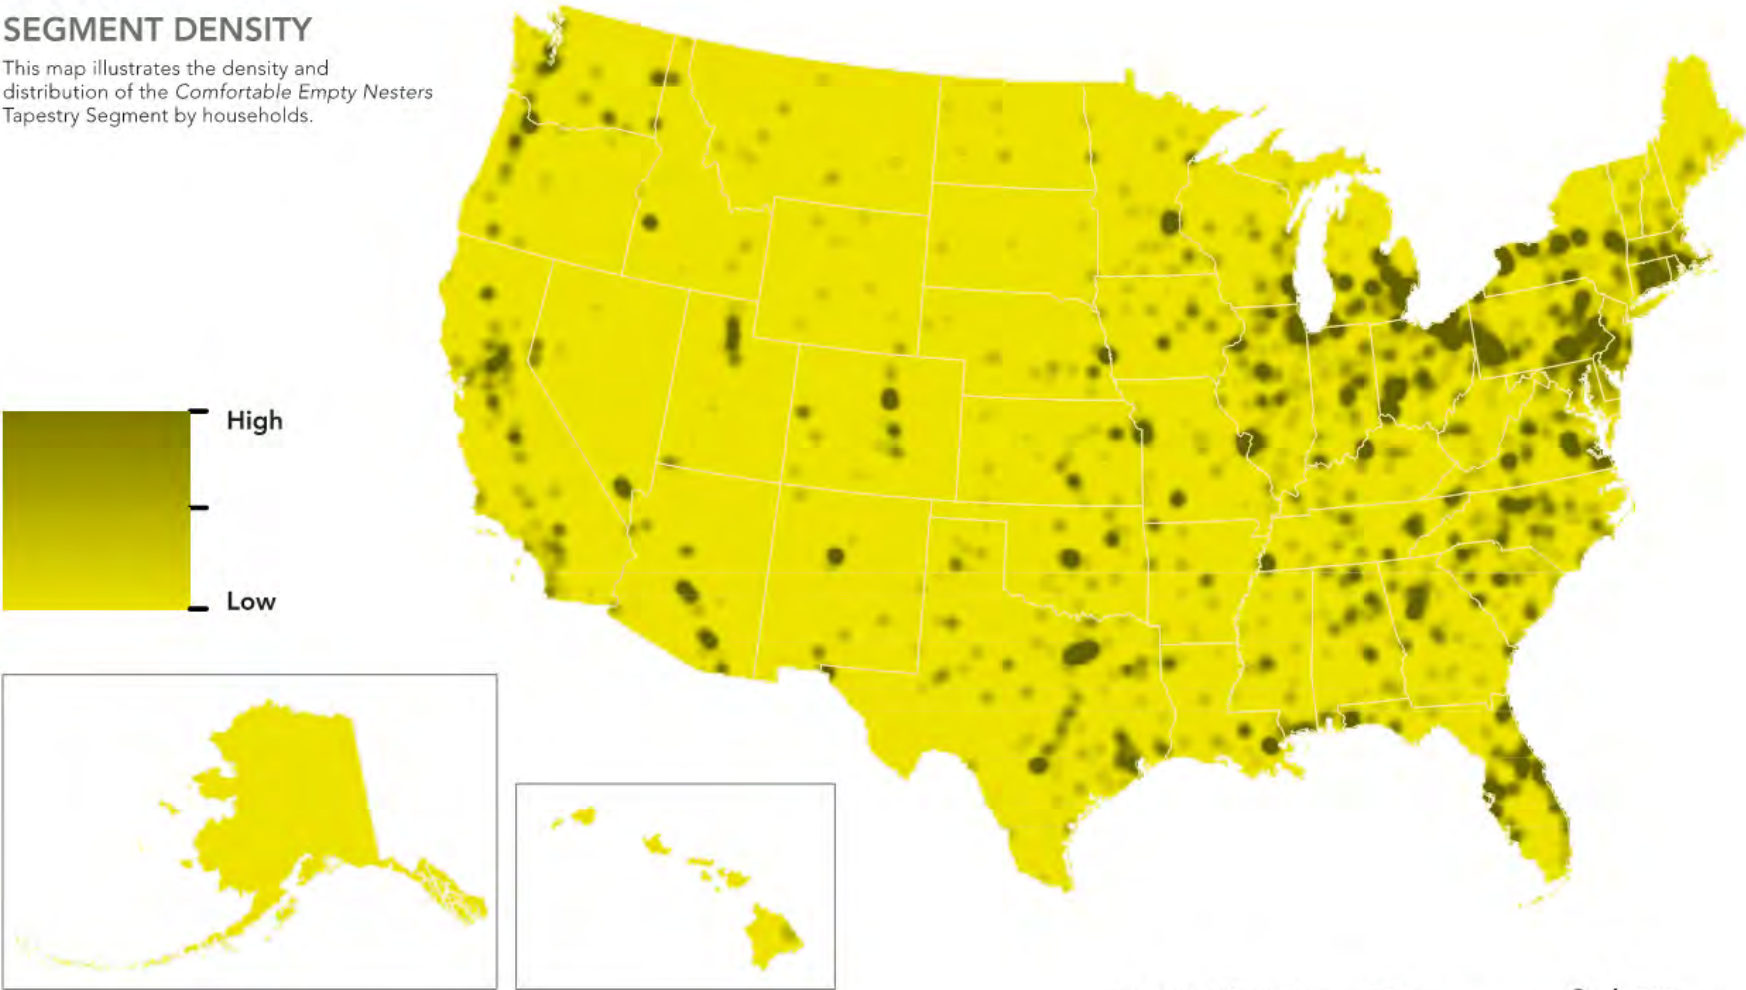 SEGMENT DENSITY
This map illustrates the density and
distribution of the Comfortable Empty Nesters
Tapestry Segment by households.
High
Low